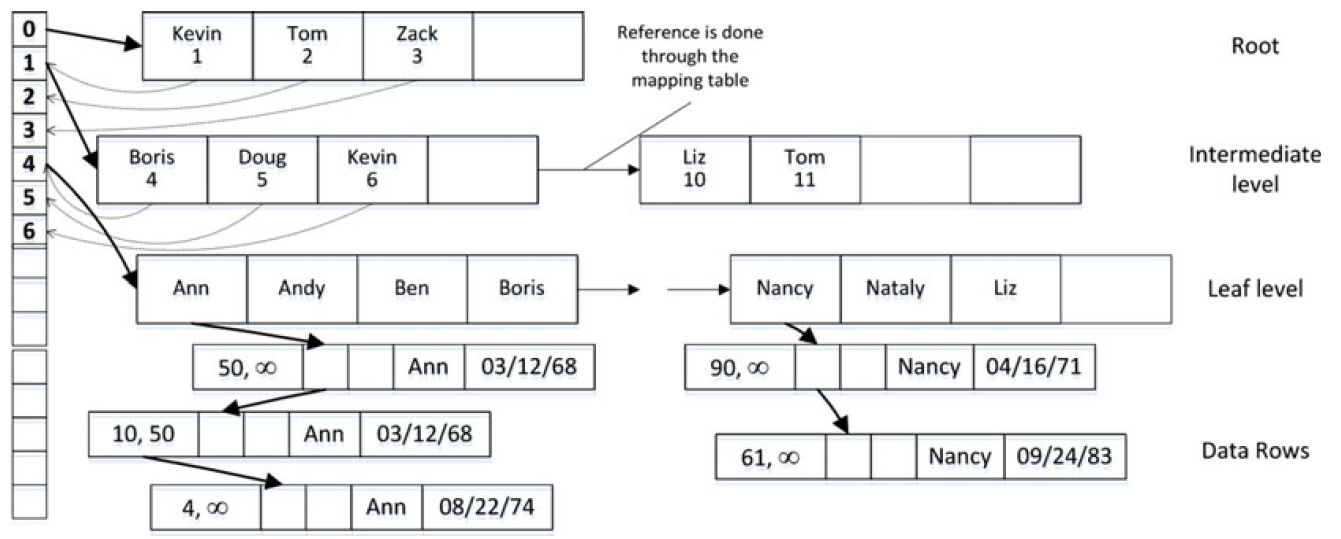 0
1
2
3
4
5
6
Kevin Tom Zack
1 2 3
Reference is done
through the
mapping table
Root
Boris Doug Kevin
4 5 6
Liz Tom
10 11
Intermediate
level
Ann Andy Ben Boris
Nancy Nataly Liz
Leaf level
50, ∞ Ann 03/12/68
90, ∞ Nancy 04/16/71
10, 50 Ann 03/12/68
61, ∞ Nancy 09/24/83
Data Rows
4, ∞ Ann 08/22/74